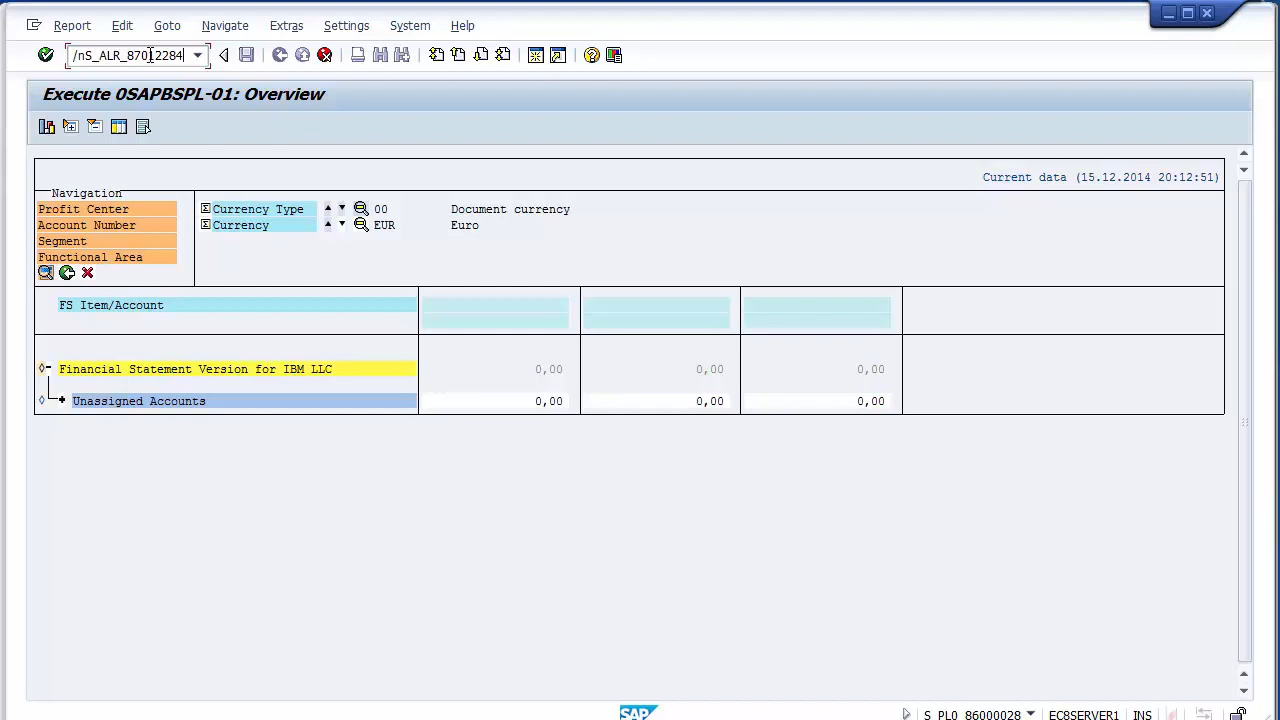 Report Edit Goto Navigate Extras Settings System Help
/nS_ALR_87012284
Execute 0SAPBSPL-01: Overview
Current data (15.12.2014 20:12:51)
Navigation
Profit Center
Account Number
Segment
Functional Area
Currency Type 00 Document currency
Currency EUR Euro
FS Item/Account
Financial Statement Version for IBM LLC 0,00 0,00 0,00
Unassigned Accounts 0,00 0,00 0,00
SAP S_PL0_86000028 EC8SERVER1 INS